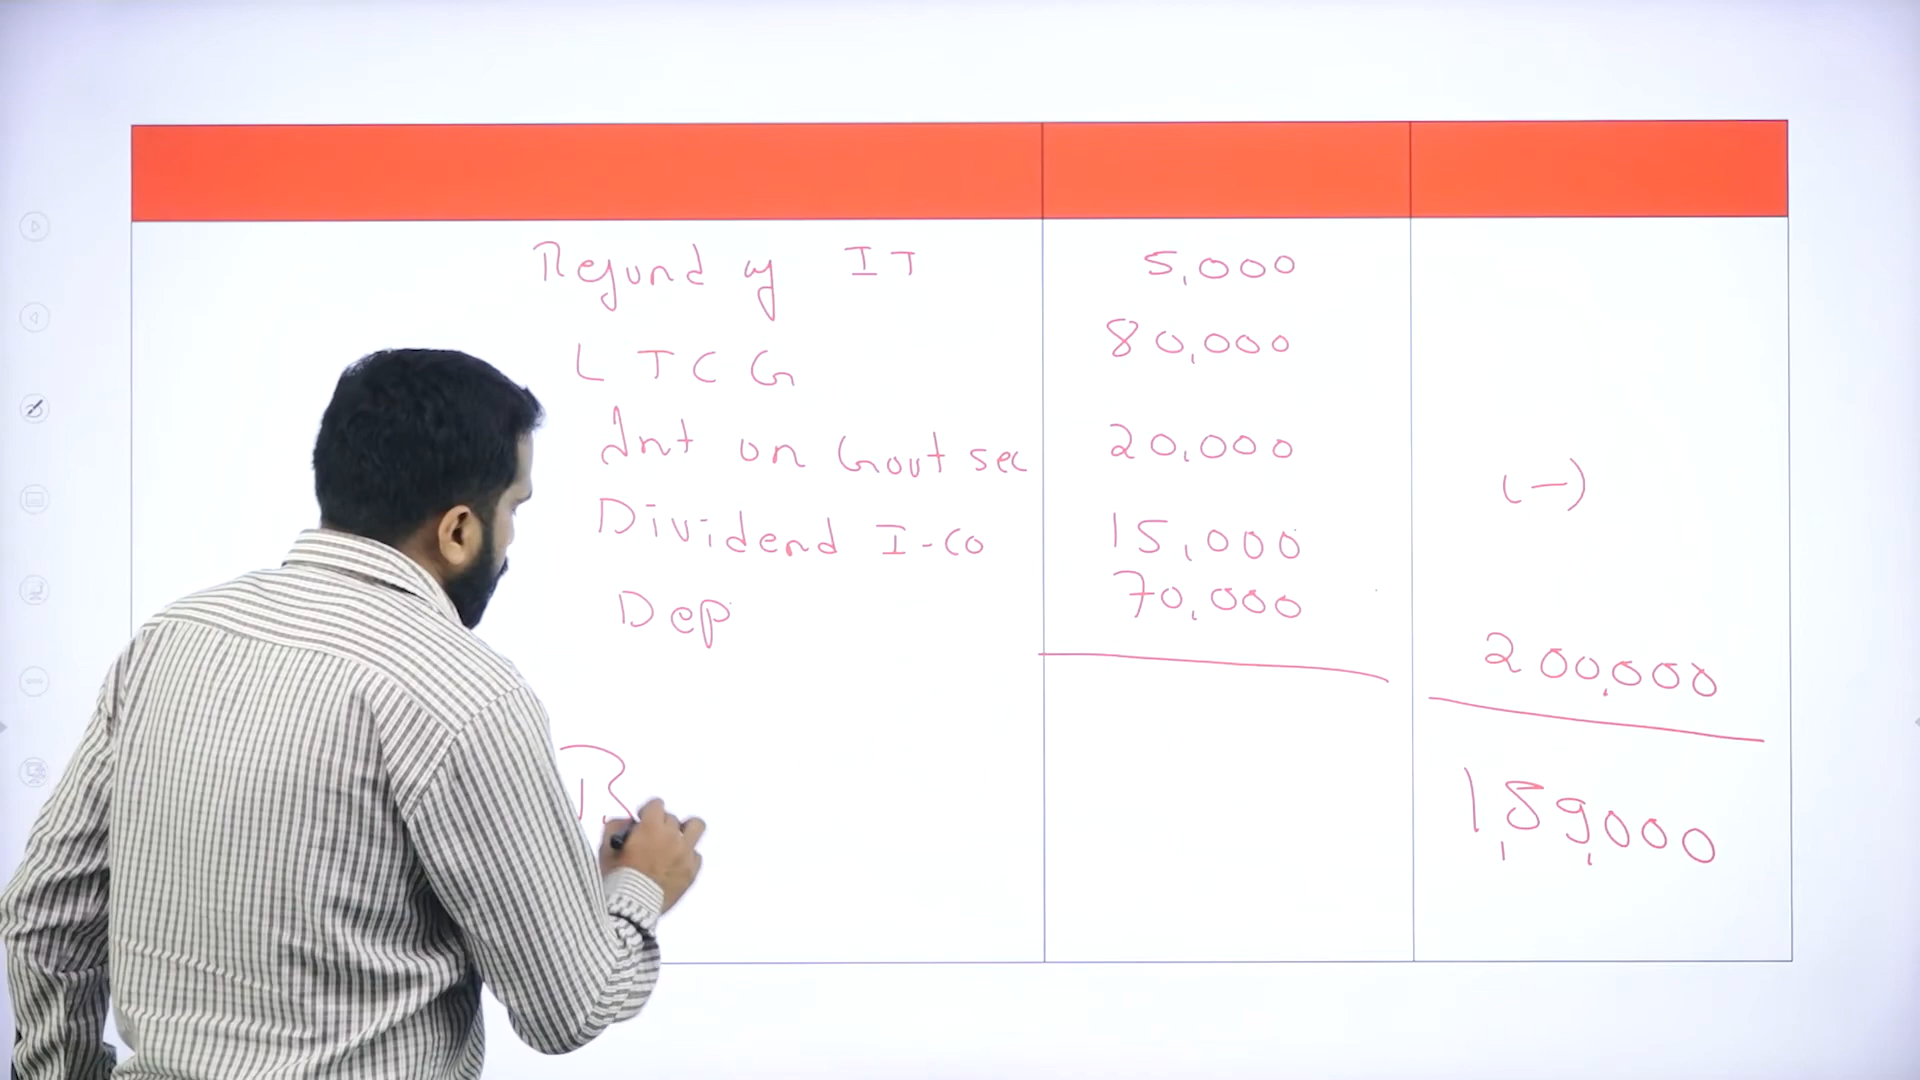 Refund of IT 5,000
LTCG 80,000
Int on Govt sec 20,000
(-)
Dividend I-Co 15,000
Dep 70,000
200,000
1,89,000
B